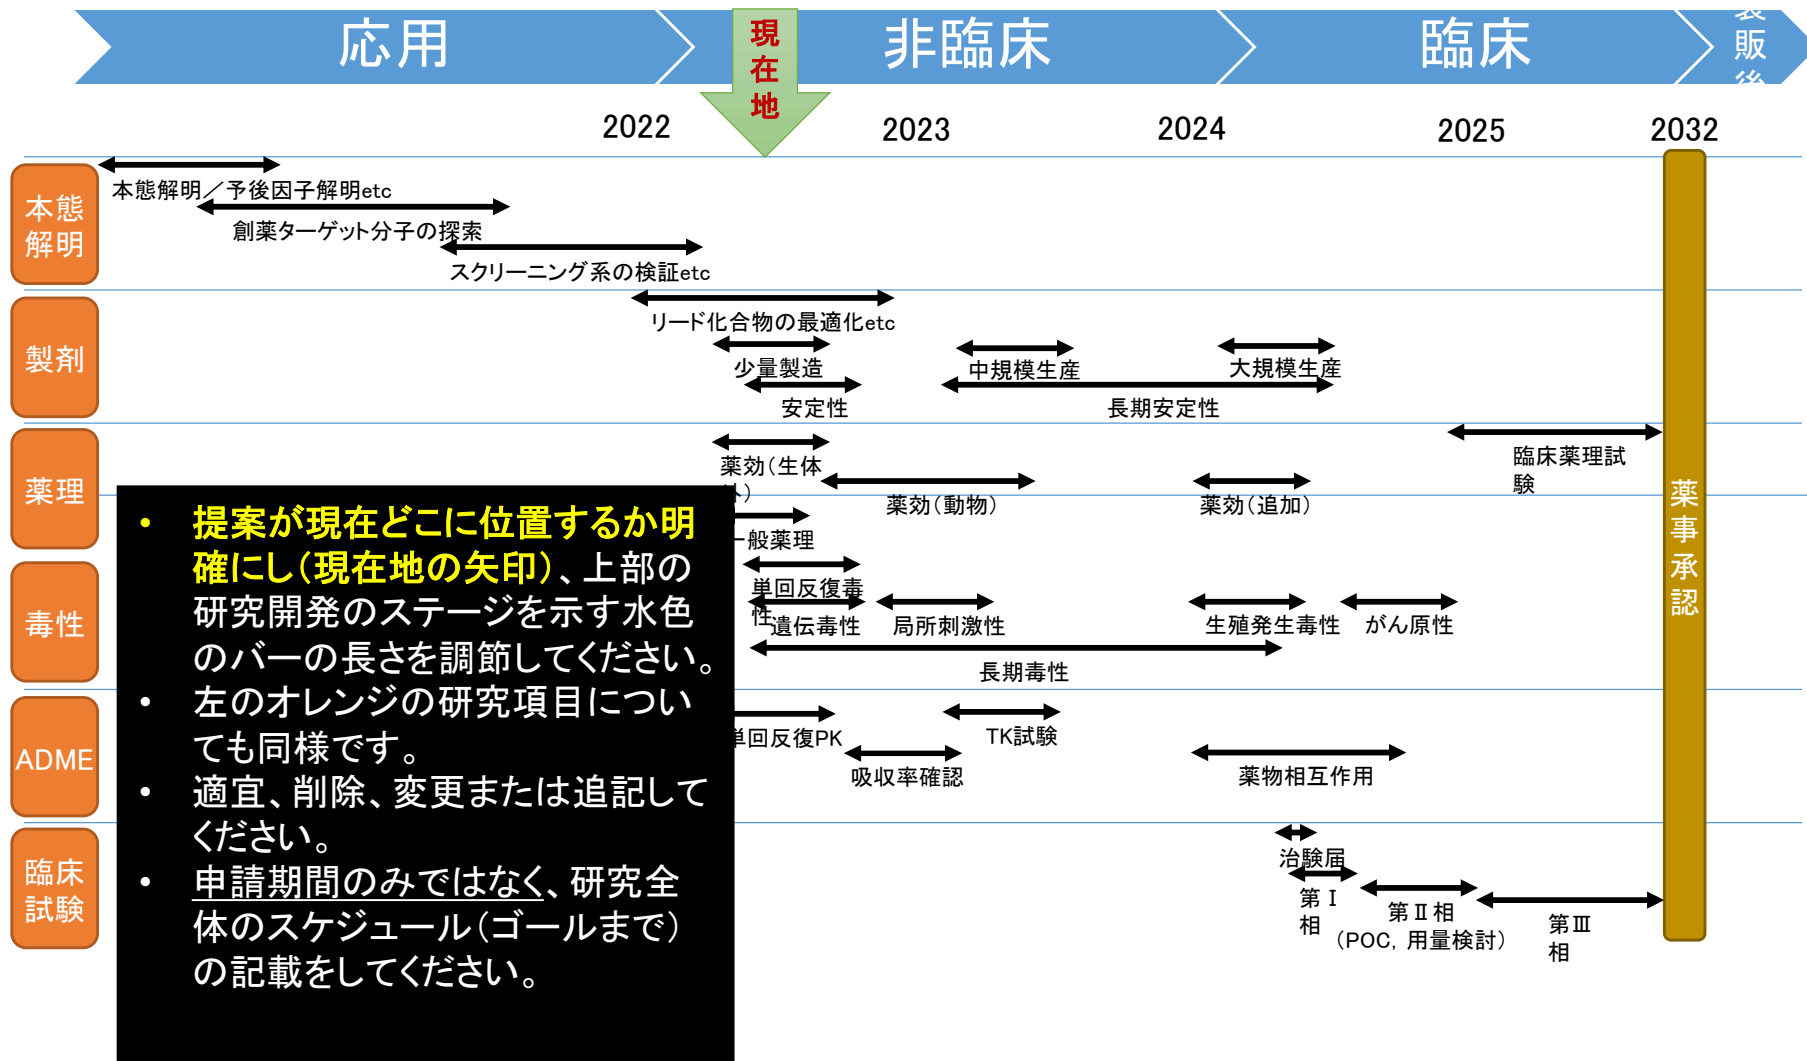 応用
現在地
非臨床
臨床
製販後
2022
2023
2024
2025
2032
本態
解明
本態解明／予後因子解明etc
創薬ターゲット分子の探索
スクリーニング系の検証etc
製剤
リード化合物の最適化etc
少量製造
中規模生産
大規模生産
安定性
長期安定性
薬理
薬効（生体
外）
薬効（動物）
薬効（追加）
臨床薬理試
験
一般薬理
毒性
単回反復毒
性
遺伝毒性
局所刺激性
生殖発生毒性
がん原性
長期毒性
ADME
単回反復PK
TK試験
吸収率確認
薬物相互作用
臨床
試験
治験届
第Ⅰ
相
第Ⅱ相
（POC，用量検討）
第Ⅲ
相
薬事承認
• 提案が現在どこに位置するか明
確にし（現在地の矢印）、上部の
研究開発のステージを示す水色
のバーの長さを調節してください。
• 左のオレンジの研究項目につい
ても同様です。
• 適宜、削除、変更または追記して
ください。
• 申請期間のみではなく、研究全
体のスケジュール（ゴールまで）
の記載をしてください。